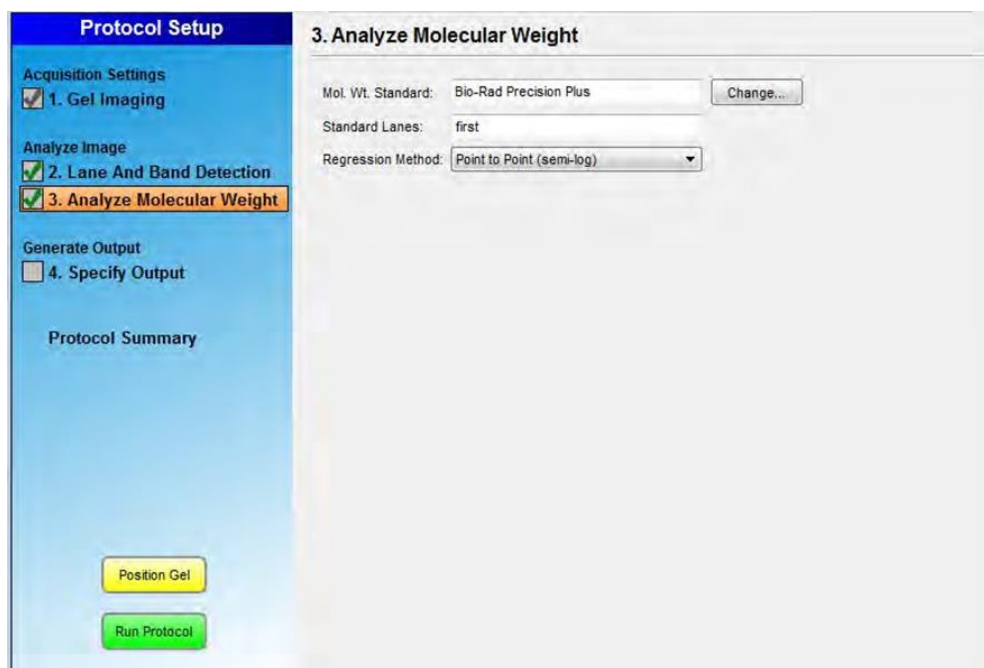 Protocol Setup
Acquisition Settings
1. Gel Imaging
Analyze Image
2. Lane And Band Detection
3. Analyze Molecular Weight
Generate Output
4. Specify Output
Protocol Summary
Position Gel
Run Protocol
3. Analyze Molecular Weight
Mol. Wt. Standard: Bio-Rad Precision Plus Change...
Standard Lanes: first
Regression Method: Point to Point (semi-log)